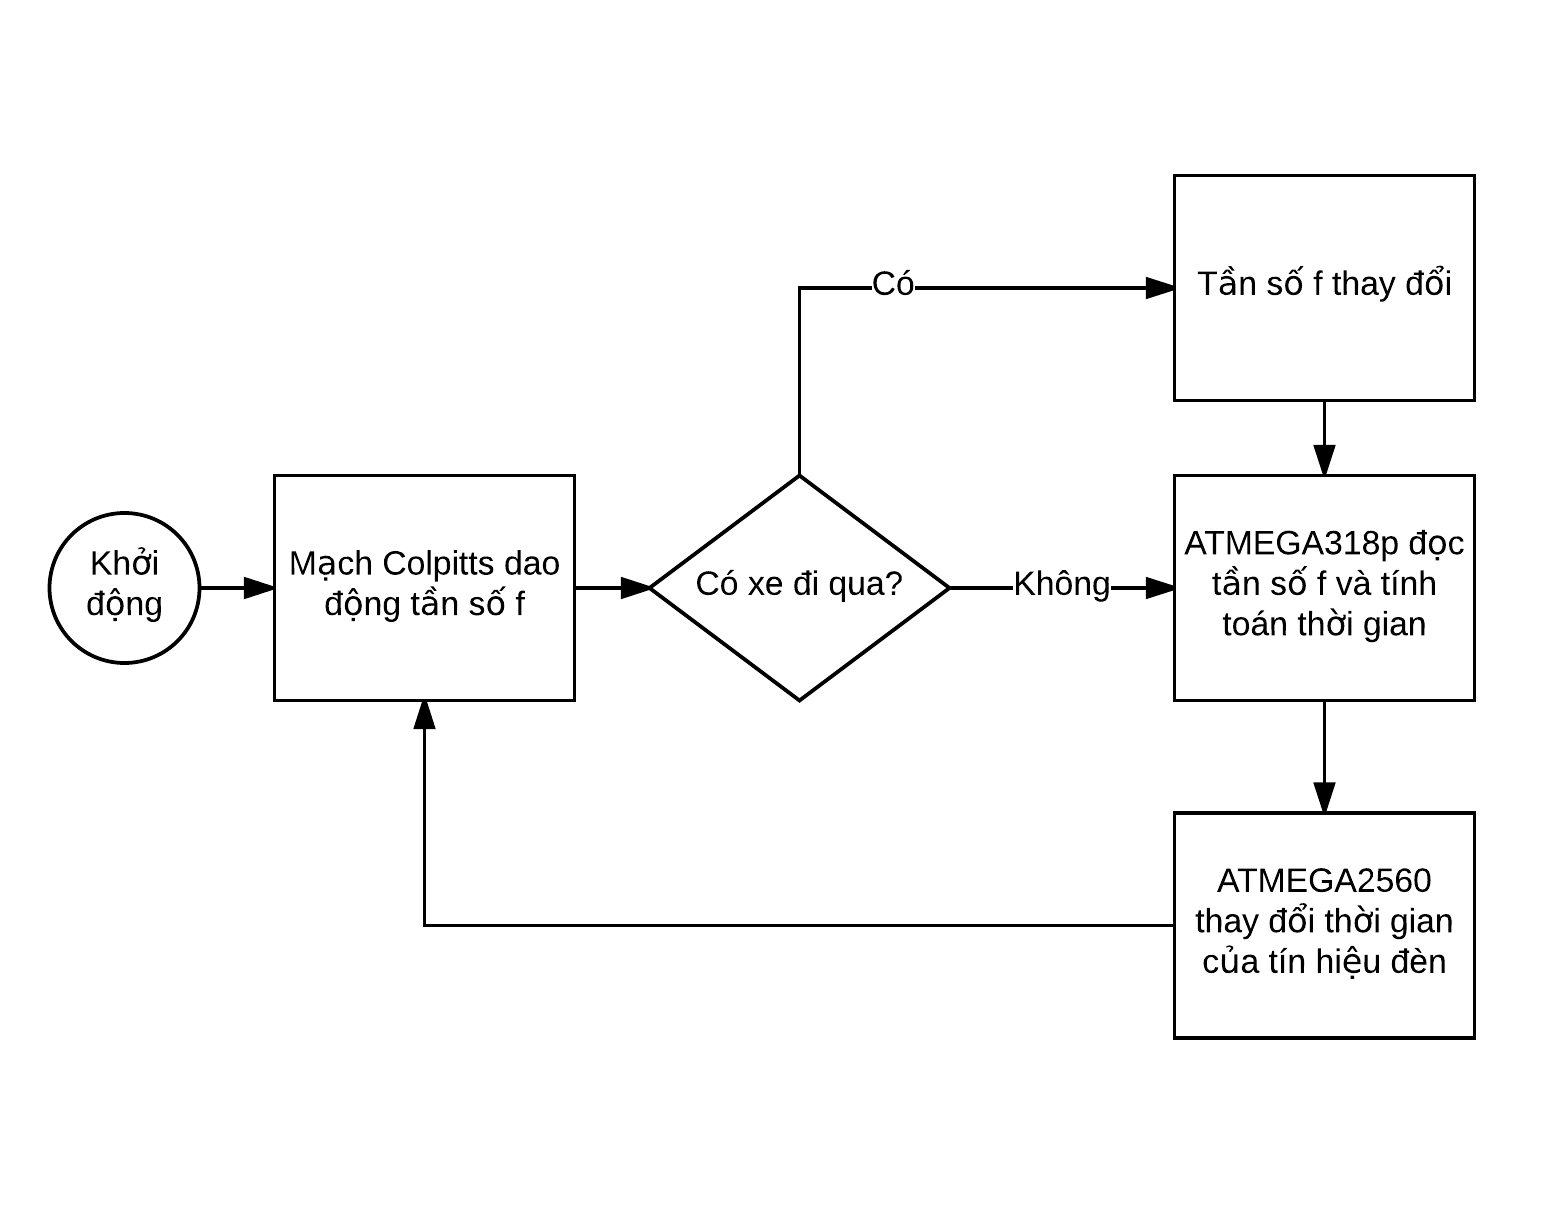 Khởi
động
Mạch Colpitts dao
động tần số f
Có xe đi qua?
Có
Tần số f thay đổi
Không
ATMEGA318p đọc
tần số f và tính
toán thời gian
ATMEGA2560
thay đổi thời gian
của tín hiệu đèn